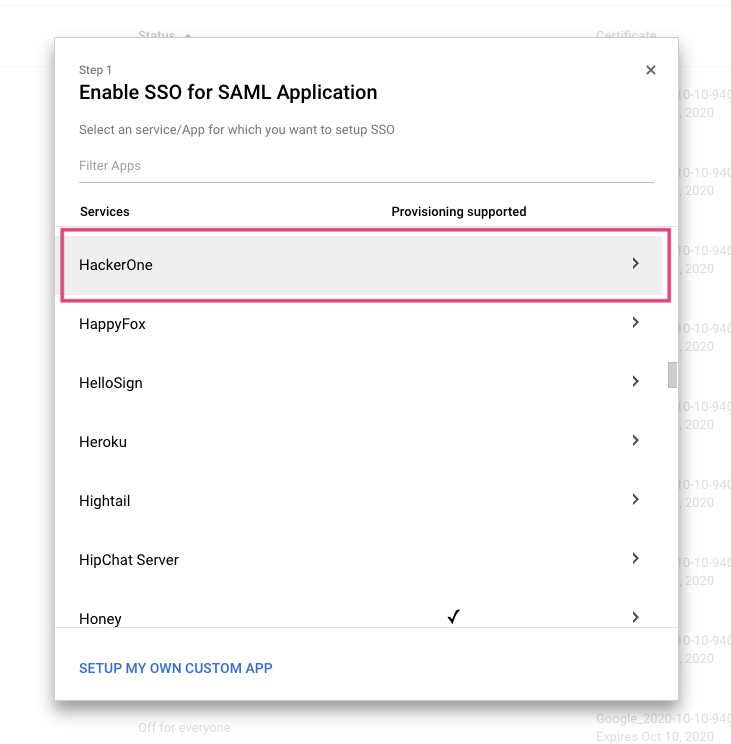 Status
Certificate
Step 1
Enable SSO for SAML Application
Select an service/App for which you want to setup SSO
Filter Apps
Services Provisioning supported
HackerOne
HappyFox
HelloSign
Heroku
Hightail
HipChat Server
Honey
SETUP MY OWN CUSTOM APP
10-10-940
, 2020
10-10-940
, 2020
10-10-940
, 2020
10-10-940
, 2020
10-10-940
, 2020
10-10-940
, 2020
10-10-940
, 2020
10-10-940
, 2020
Off for everyone
Google_2020-10-10-940
Expires Oct 10, 2020